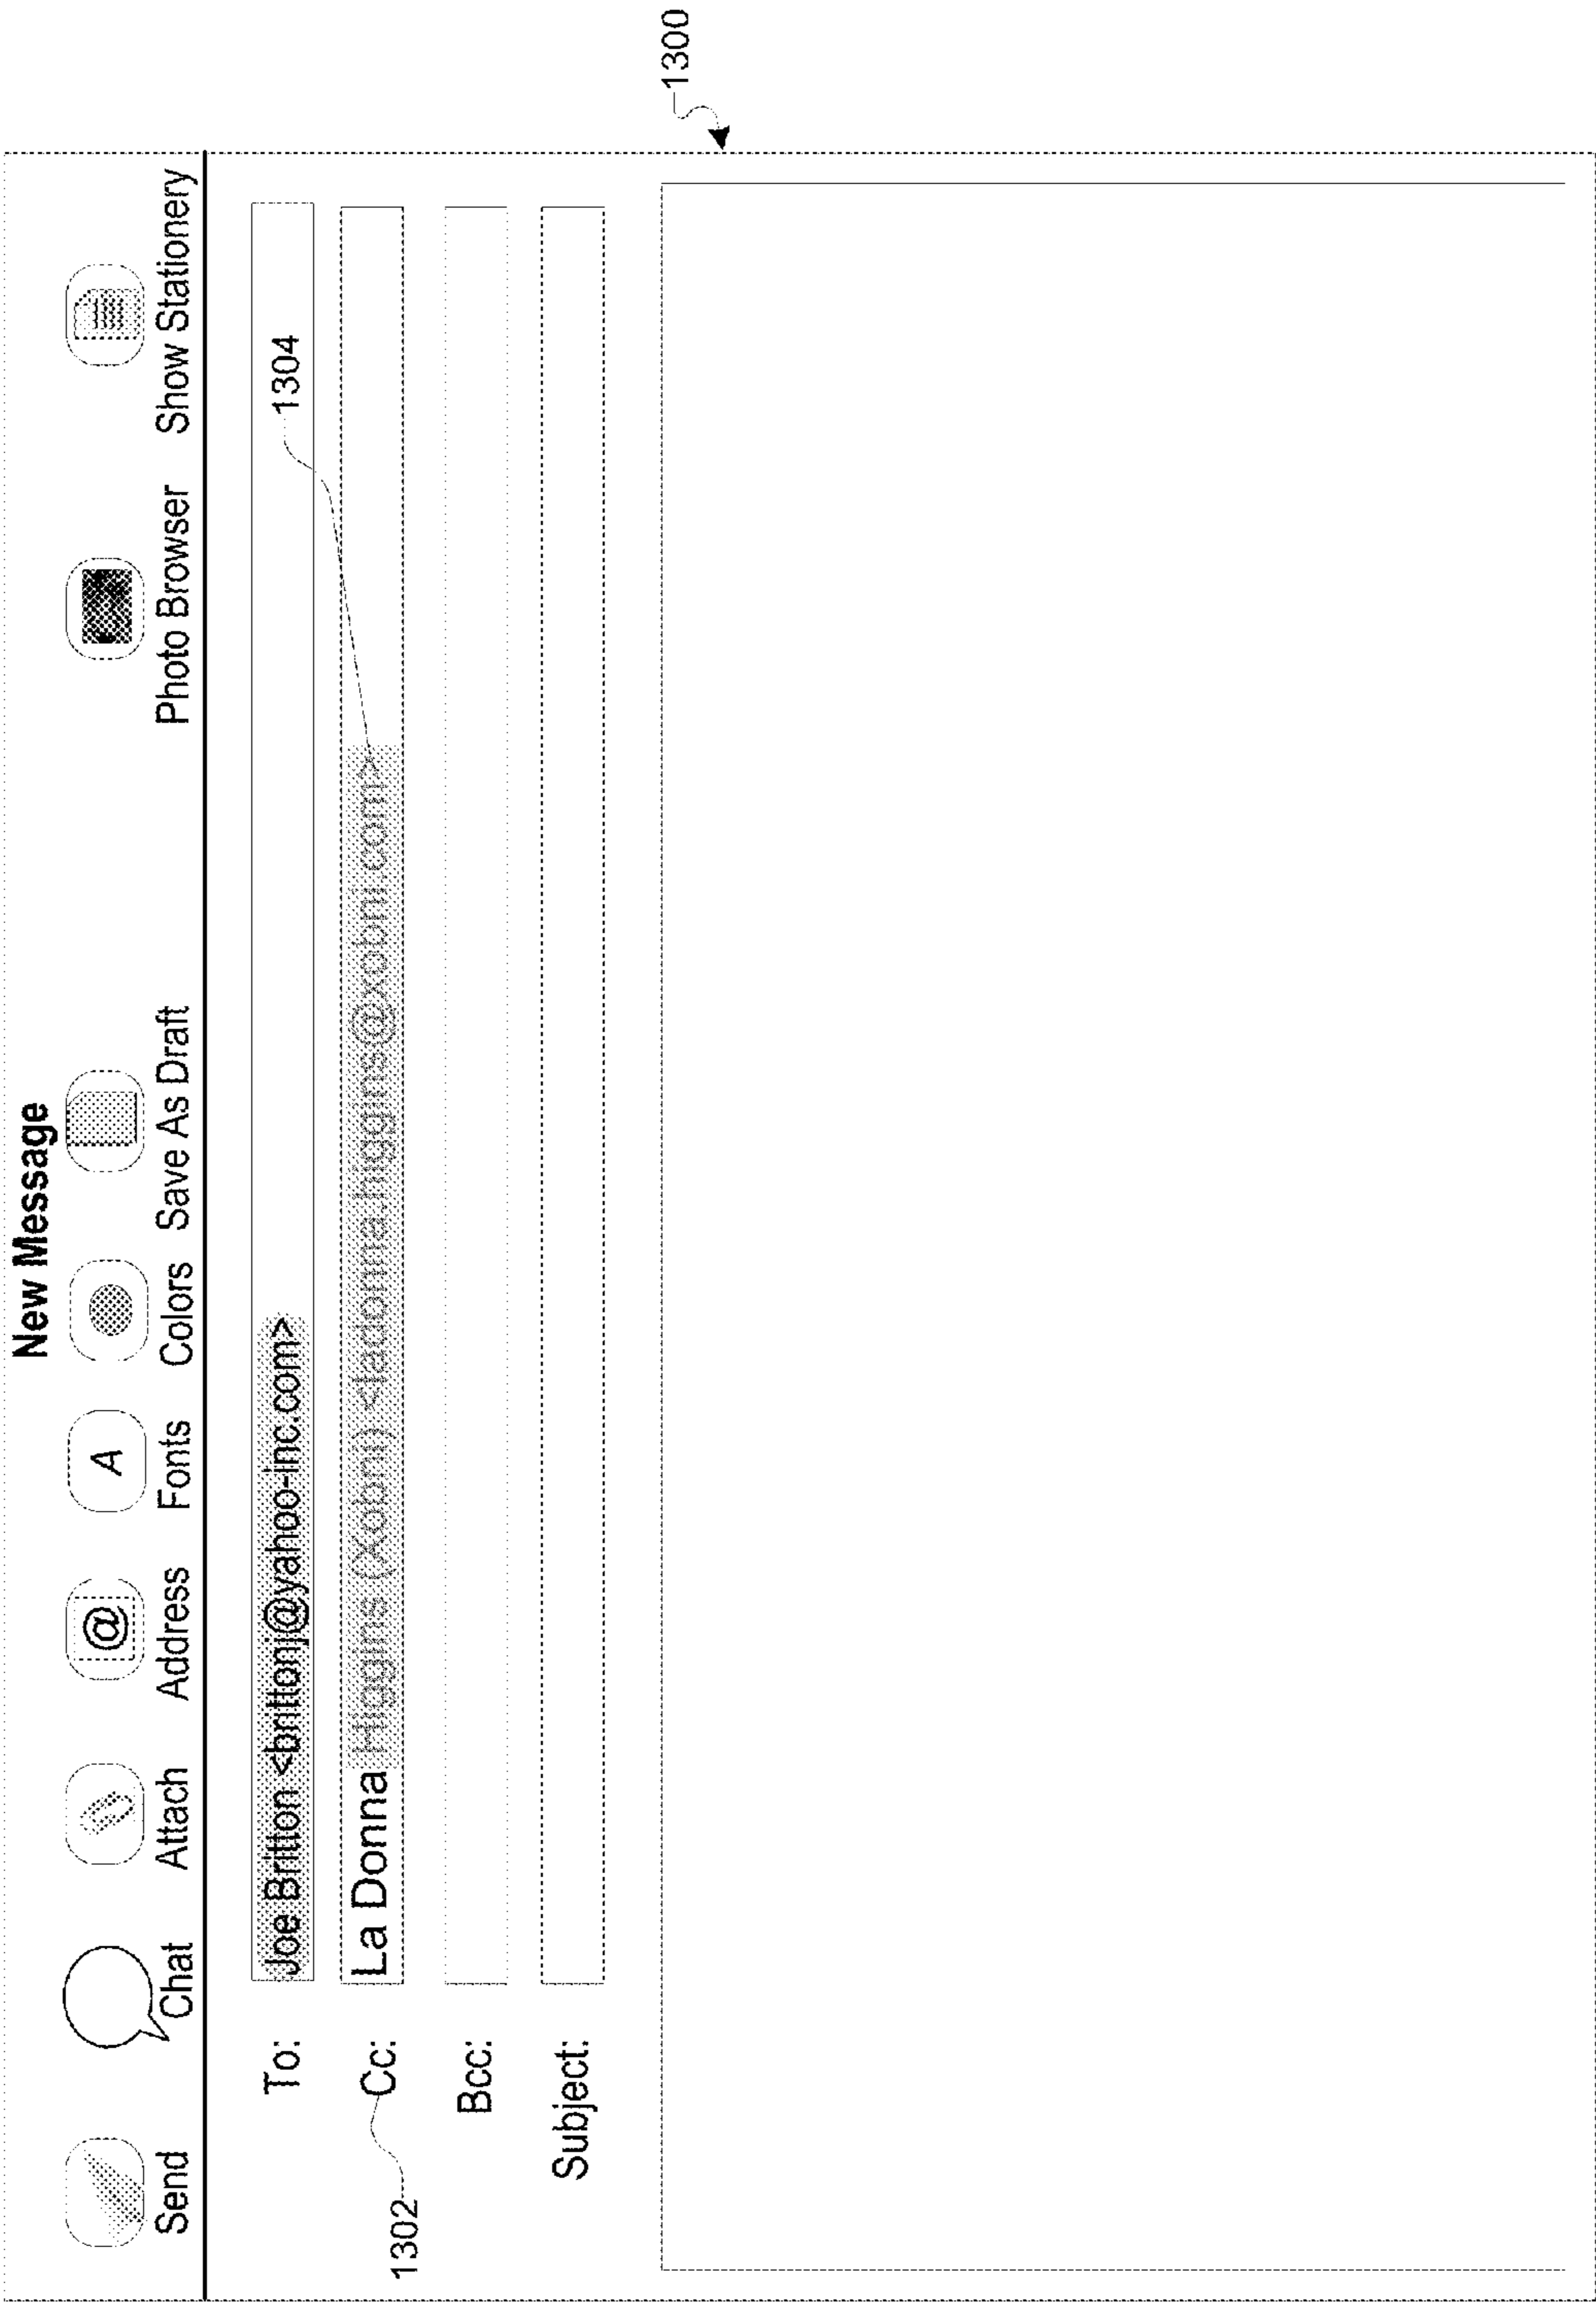 New Message
Send Chat Attach @ Address A Fonts Colors Save As Draft Photo Browser Show Stationery
To: Joe Britton <brittonj@yahoo-inc.com>
1304
Cc: La Donna Higgins (Xobni) <ladonna.higgins@xobni.com>
1302
Bcc:
Subject:
1300